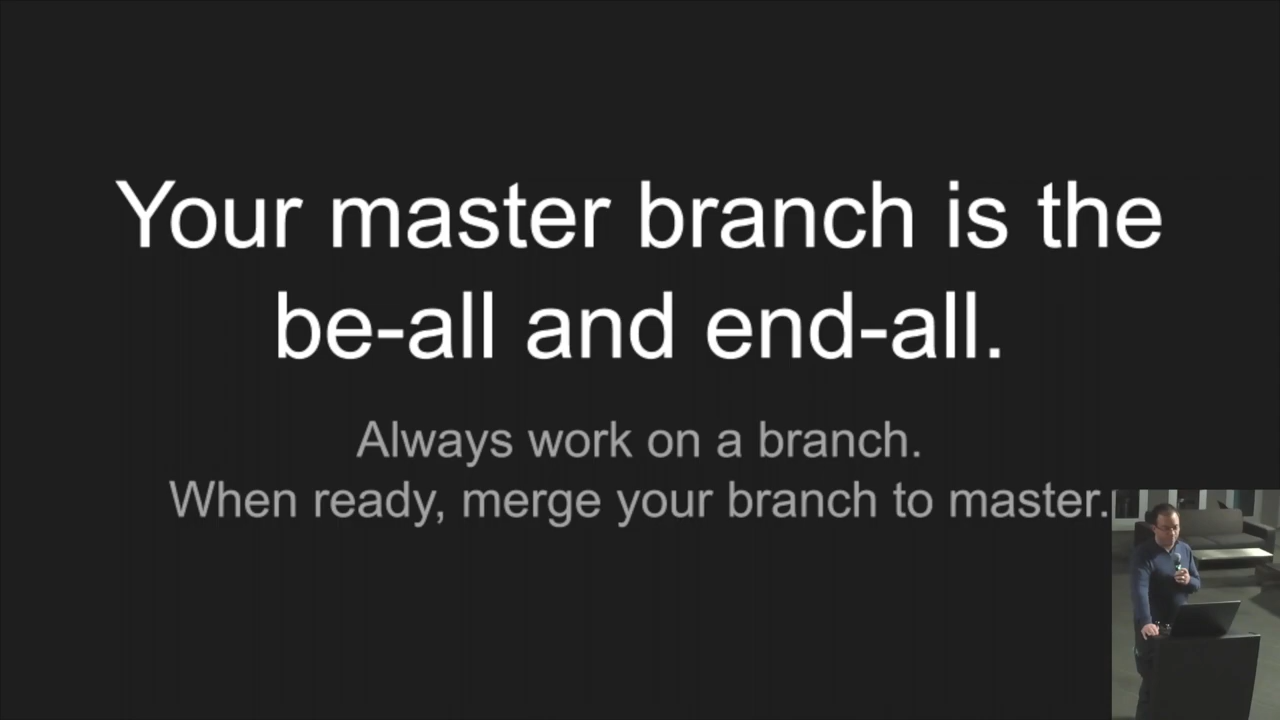 Your master branch is the
be-all and end-all.
Always work on a branch.
When ready, merge your branch to master.